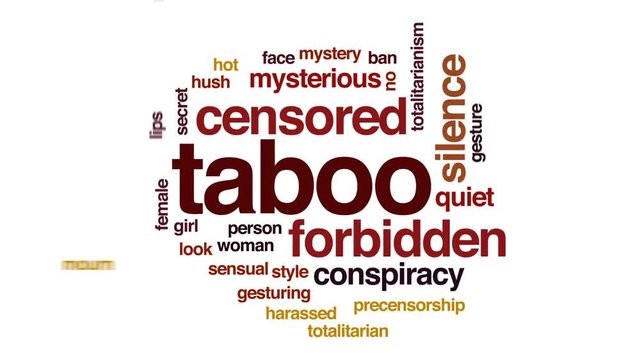 face mystery ban
hot
hush
mysterious
no
totalitarianism
secret
censored
silence
gesture
lips
taboo
female
quiet
girl
person
forbidden
look woman
sensual style
conspiracy
gesturing
precensorship
harassed
totalitarian